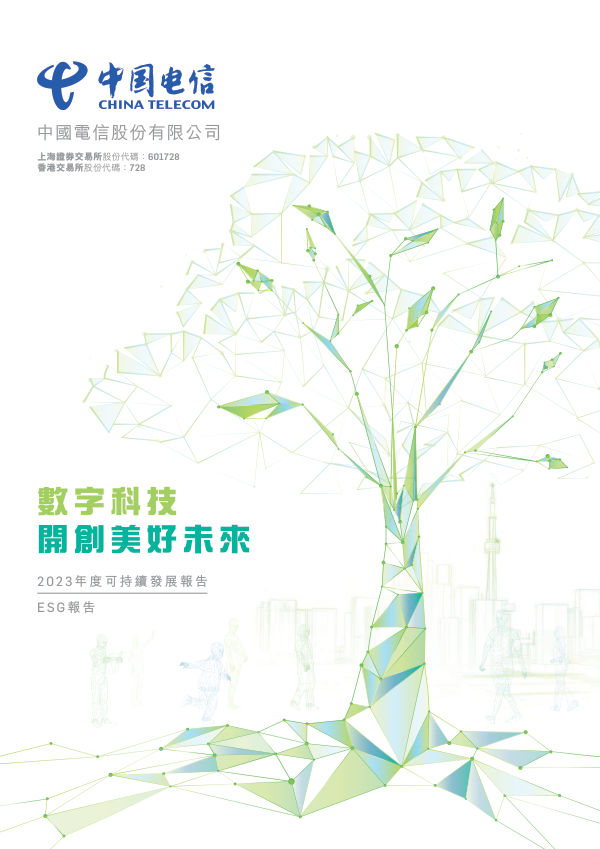 中国电信
CHINA TELECOM
中國電信股份有限公司
上海證券交易所股份代碼：601728
香港交易所股份代碼：728
數字科技
開創美好未來
2023年度可持續發展報告
ESG報告